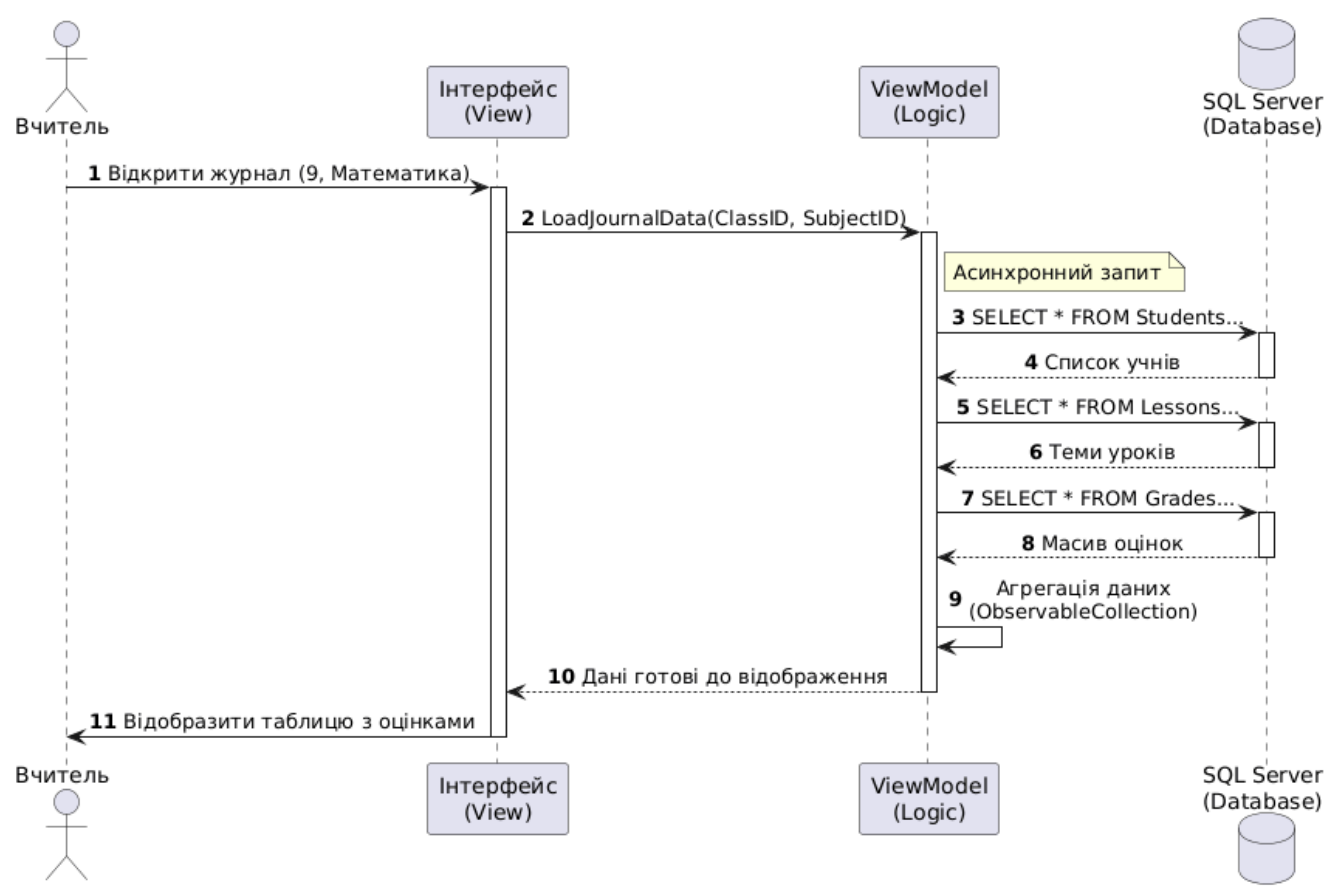 Вчитель
Інтерфейс
(View)
ViewModel
(Logic)
SQL Server
(Database)
1 Відкрити журнал (9, Математика)
2 LoadJournalData(ClassID, SubjectID)
Асинхронний запит
3 SELECT * FROM Students...
4 Список учнів
5 SELECT * FROM Lessons...
6 Теми уроків
7 SELECT * FROM Grades...
8 Масив оцінок
9 Агрегація даних
(ObservableCollection)
10 Дані готові до відображення
11 Відобразити таблицю з оцінками
Вчитель
Інтерфейс
(View)
ViewModel
(Logic)
SQL Server
(Database)